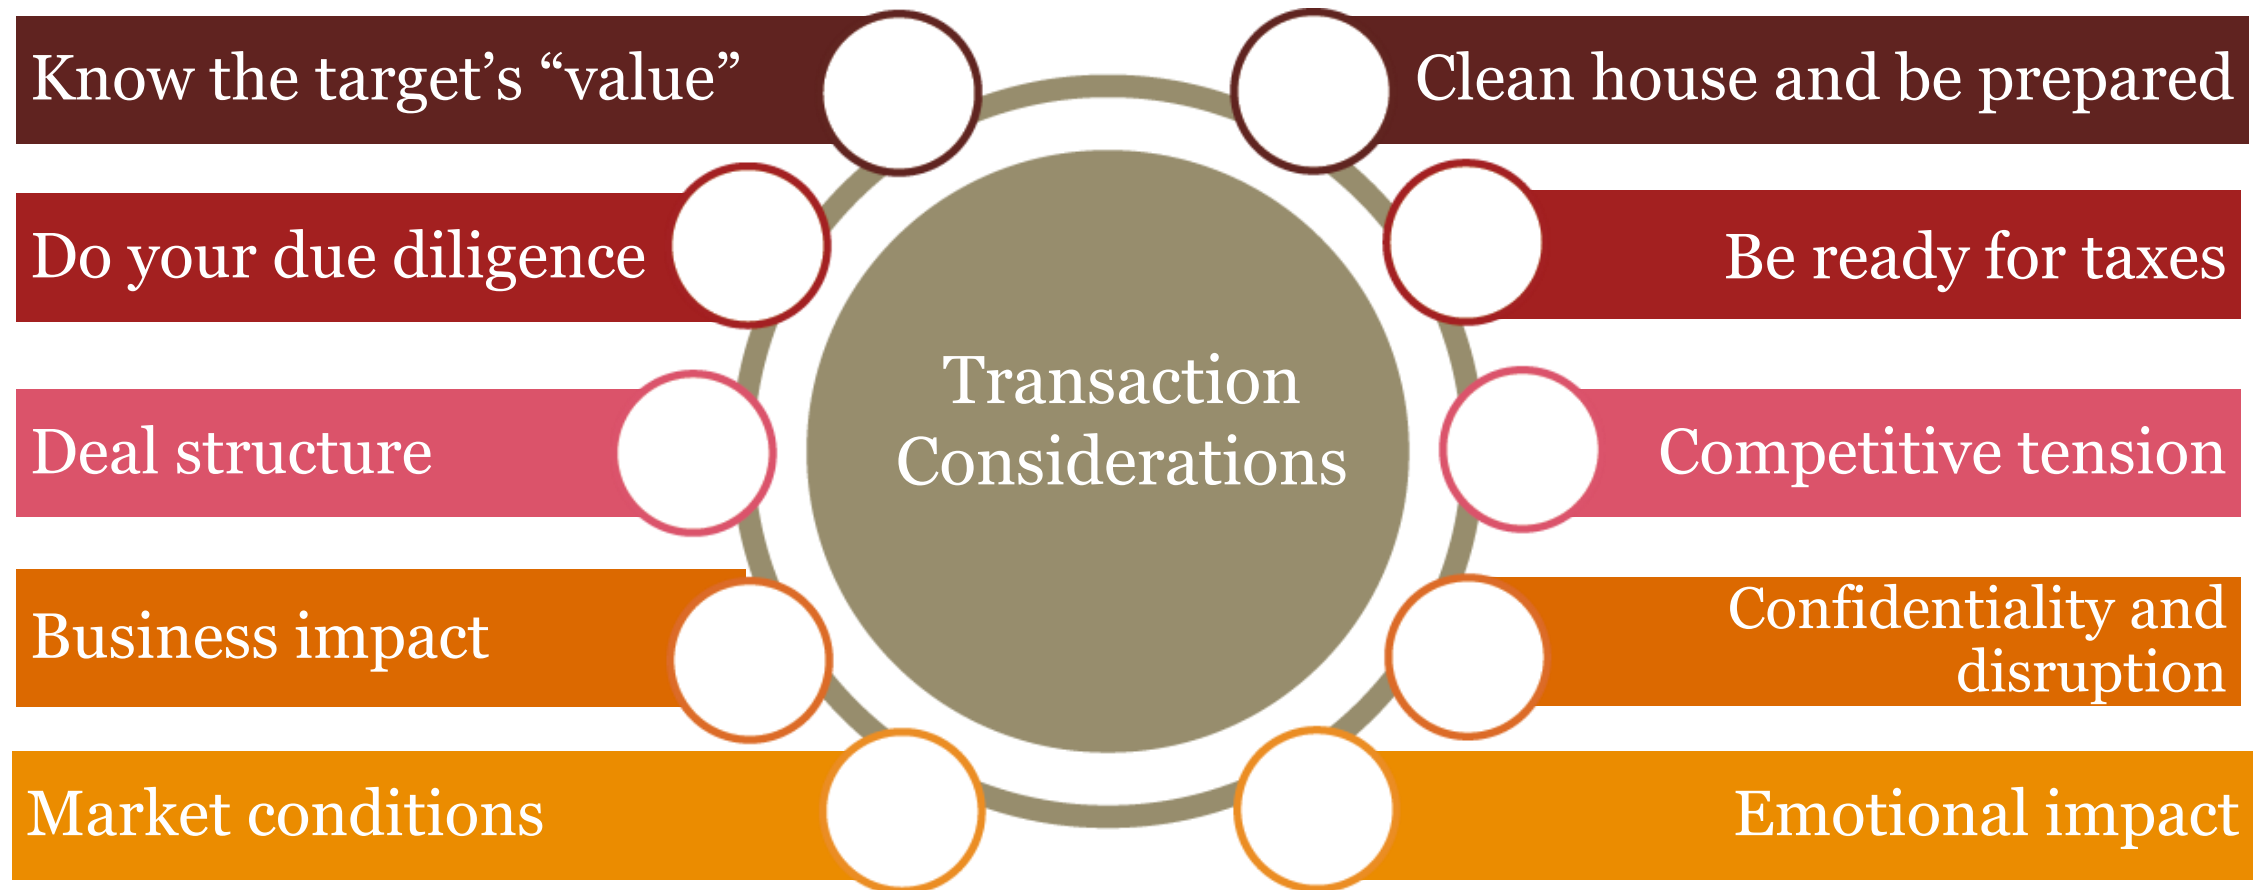 Know the target’s “value”
Do your due diligence
Deal structure
Business impact
Market conditions
Transaction
Considerations
Clean house and be prepared
Be ready for taxes
Competitive tension
Confidentiality and
disruption
Emotional impact